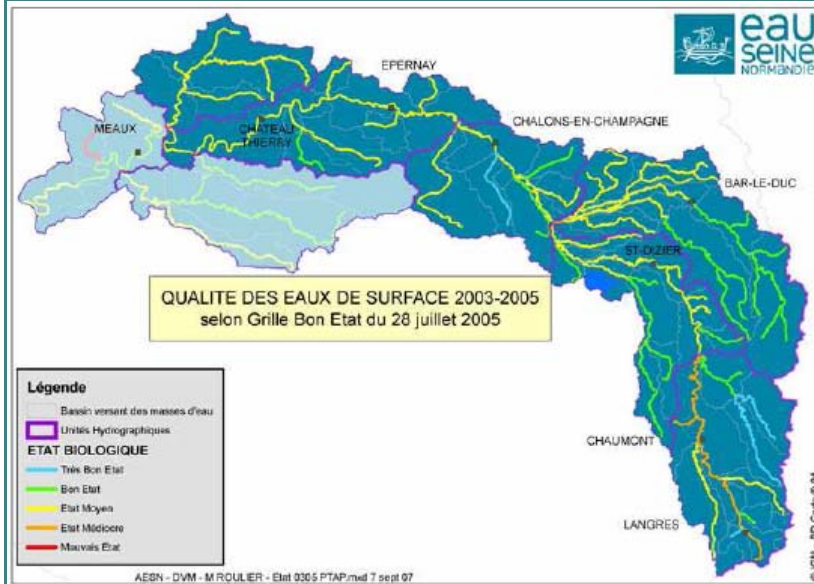 eau
SEINE
NORMANDIE
EPERNAY
CHALONS-EN-CHAMPAGNE
MEAUX
CHATEAU
THIERRY
BAR-LE-DUC
ST-DIZIER
QUALITE DES EAUX DE SURFACE 2003-2005
selon Grille Bon Etat du 28 juillet 2005
Légende
Bassin versant des masses d'eau
Unités Hydrographiques
ETAT BIOLOGIQUE
Très Bon Etat
Bon Etat
Etat Moyen
Etat Médiocre
Mauvais Etat
CHAUMONT
LANGRES
AESN - DVM - M ROULIER - Etat 0305 PTAP.mxd 7 sept 07